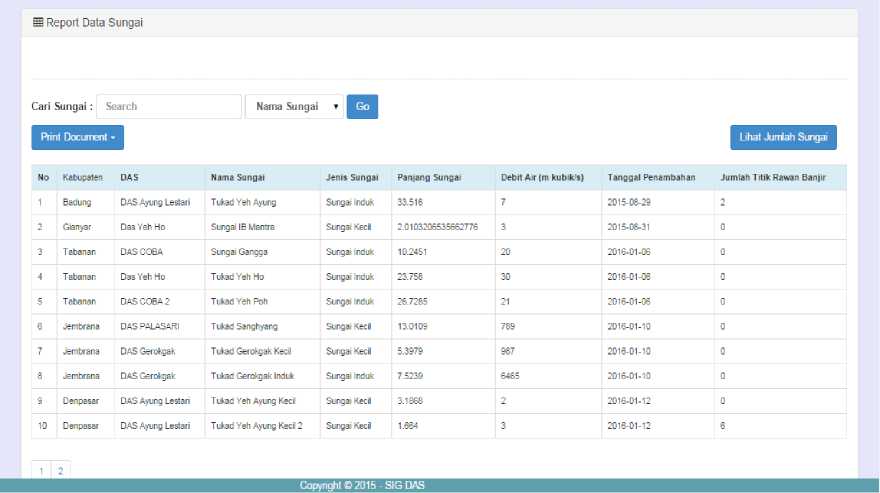 Report Data Sungai
Cari Sungai : Search Nama Sungai Go
Print Document Lihat Jumlah Sungai
No Kabupaten DAS Nama Sungai Jenis Sungai Panjang Sungai Debit Air (m kubik/s) Tanggal Penambahan Jumlah Titik Rawan Banjir
1 Badung DAS Ayung Lestari Tukad Yeh Ayung Sungai Induk 33.516 7 2015-08-29 2
2 Gianyar Das Yeh Ho Sungai IB Mantra Sungai Kecil 2.0103206535662776 3 2015-08-31 0
3 Tabanan DAS COBA Sungai Gangga Sungai Induk 10.2451 20 2016-01-06 0
4 Tabanan Das Yeh Ho Tukad Yeh Ho Sungai Induk 23.758 30 2016-01-06 0
5 Tabanan DAS COBA 2 Tukad Yeh Poh Sungai Induk 26.7285 21 2016-01-06 0
6 Jembrana DAS PALASARI Tukad Sanghyang Sungai Kecil 13.0109 789 2016-01-10 0
7 Jembrana DAS Gerokgak Tukad Gerokgak Kecil Sungai Kecil 5.3979 987 2016-01-10 0
8 Jembrana DAS Gerokgak Tukad Gerokgak Induk Sungai Induk 7.5239 6465 2016-01-10 0
9 Denpasar DAS Ayung Lestari Tukad Yeh Ayung Kecil Sungai Kecil 3.1868 2 2016-01-12 0
10 Denpasar DAS Ayung Lestari Tukad Yeh Ayung Kecil 2 Sungai Kecil 1.664 3 2016-01-12 6
1 2
Copyright © 2015 - SIG DAS